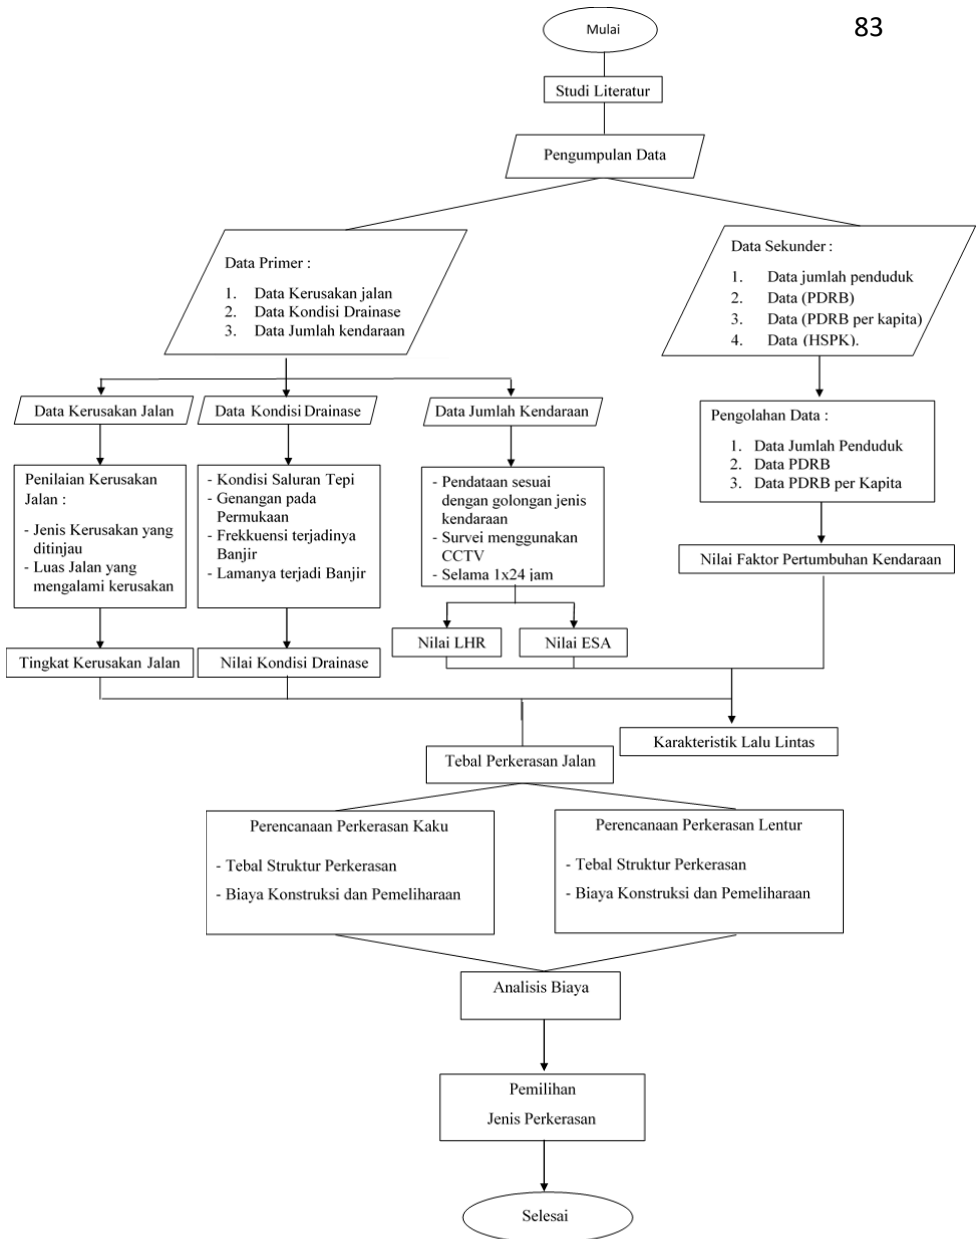 83
Mulai
Studi Literatur
Pengumpulan Data
Data Primer :
1. Data Kerusakan jalan
2. Data Kondisi Drainase
3. Data Jumlah kendaraan
Data Sekunder :
1. Data jumlah penduduk
2. Data (PDRB)
3. Data (PDRB per kapita)
4. Data (HSPK).
Data Kerusakan Jalan
Data Kondisi Drainase
Data Jumlah Kendaraan
Pengolahan Data :
1. Data Jumlah Penduduk
2. Data PDRB
3. Data PDRB per Kapita
Penilaian Kerusakan
Jalan :
- Jenis Kerusakan yang
ditinjau
- Luas Jalan yang
mengalami kerusakan
- Kondisi Saluran Tepi
- Genangan pada
Permukaan
- Frekkuensi terjadinya
Banjir
- Lamanya terjadi Banjir
- Pendataan sesuai
dengan golongan jenis
kendaraan
- Survei menggunakan
CCTV
- Selama 1x24 jam
Nilai Faktor Pertumbuhan Kendaraan
Nilai LHR
Nilai ESA
Tingkat Kerusakan Jalan
Nilai Kondisi Drainase
Karakteristik Lalu Lintas
Tebal Perkerasan Jalan
Perencanaan Perkerasan Kaku
- Tebal Struktur Perkerasan
- Biaya Konstruksi dan Pemeliharaan
Perencanaan Perkerasan Lentur
- Tebal Struktur Perkerasan
- Biaya Konstruksi dan Pemeliharaan
Analisis Biaya
Pemilihan
Jenis Perkerasan
Selesai